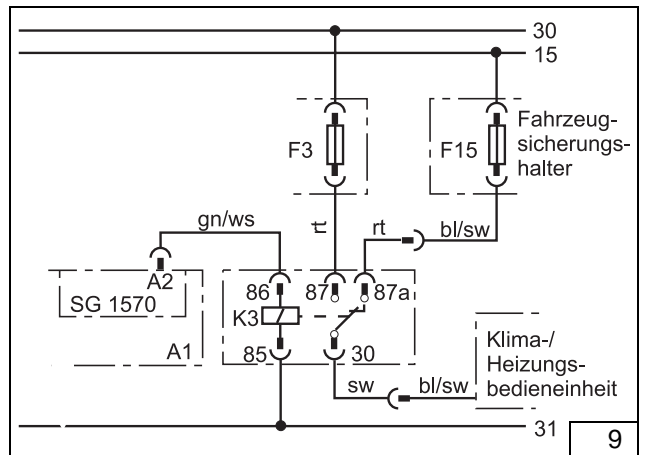 30
15
F3
F15
Fahrzeug-
sicherungs-
halter
gn/ws
rt
rt
bl/sw
A2
SG 1570
A1
86
87
87a
K3
85
30
Klima-/
Heizungs-
bedieneinheit
sw
bl/sw
31
9